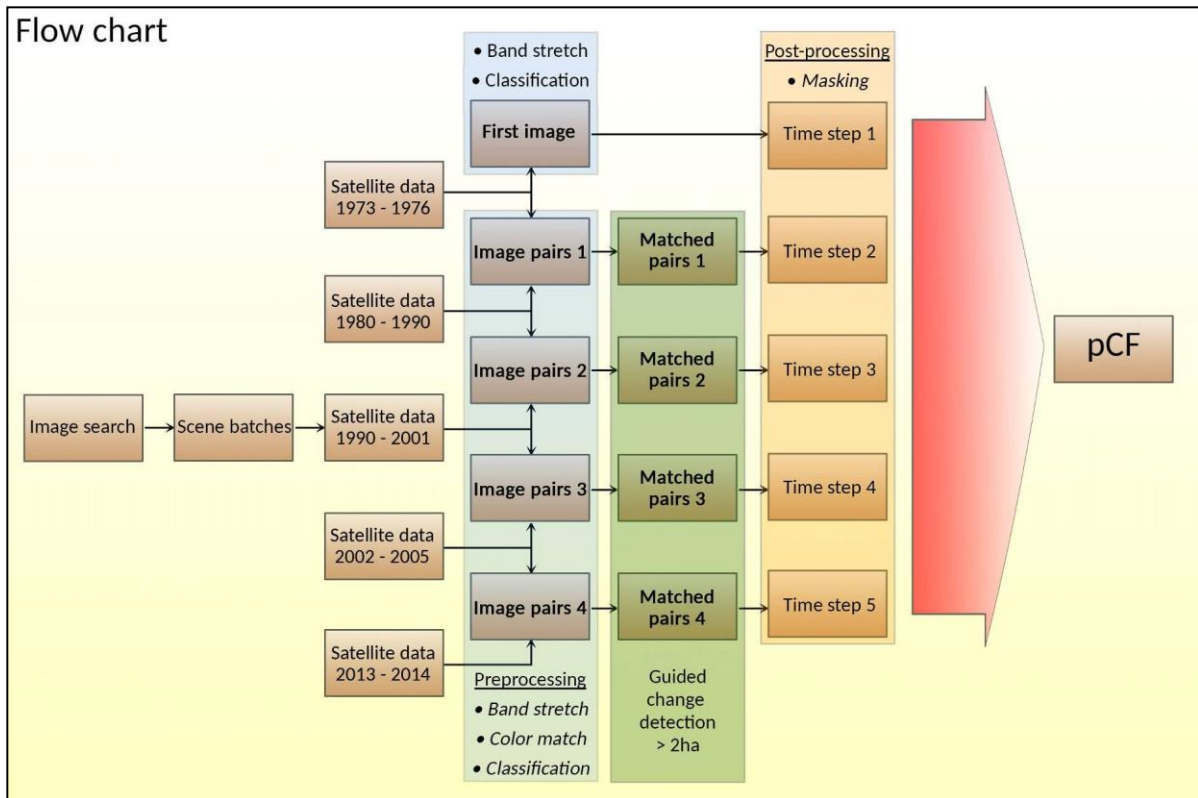 Flow chart
• Band stretch
• Classification
First image
Post-processing
• Masking
Time step 1
Satellite data
1973 - 1976
Image pairs 1
Matched
pairs 1
Time step 2
Satellite data
1980 - 1990
Image pairs 2
Matched
pairs 2
Time step 3
pCF
Image search
Scene batches
Satellite data
1990 - 2001
Image pairs 3
Matched
pairs 3
Time step 4
Satellite data
2002 - 2005
Image pairs 4
Matched
pairs 4
Time step 5
Satellite data
2013 - 2014
Preprocessing
• Band stretch
• Color match
• Classification
Guided
change
detection
> 2ha